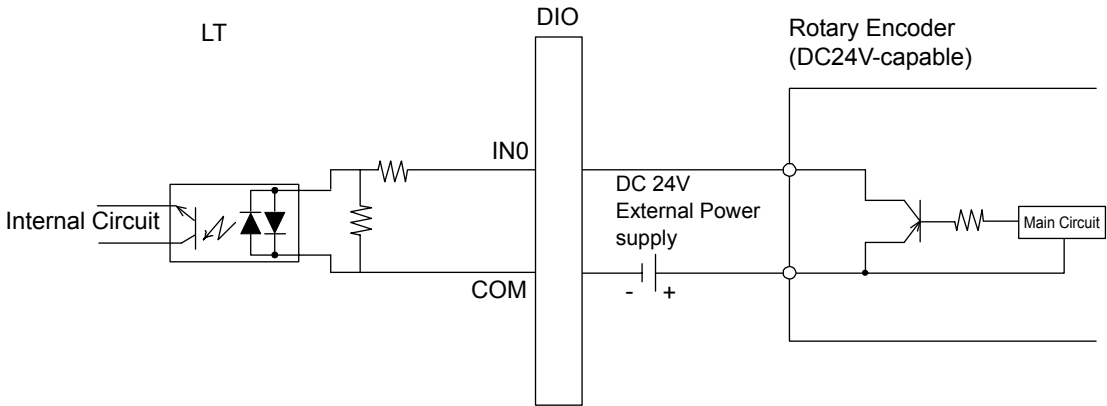 LT
DIO
Rotary Encoder
(DC24V-capable)
IN0
DC 24V
External Power
supply
Internal Circuit
Main Circuit
COM
- +